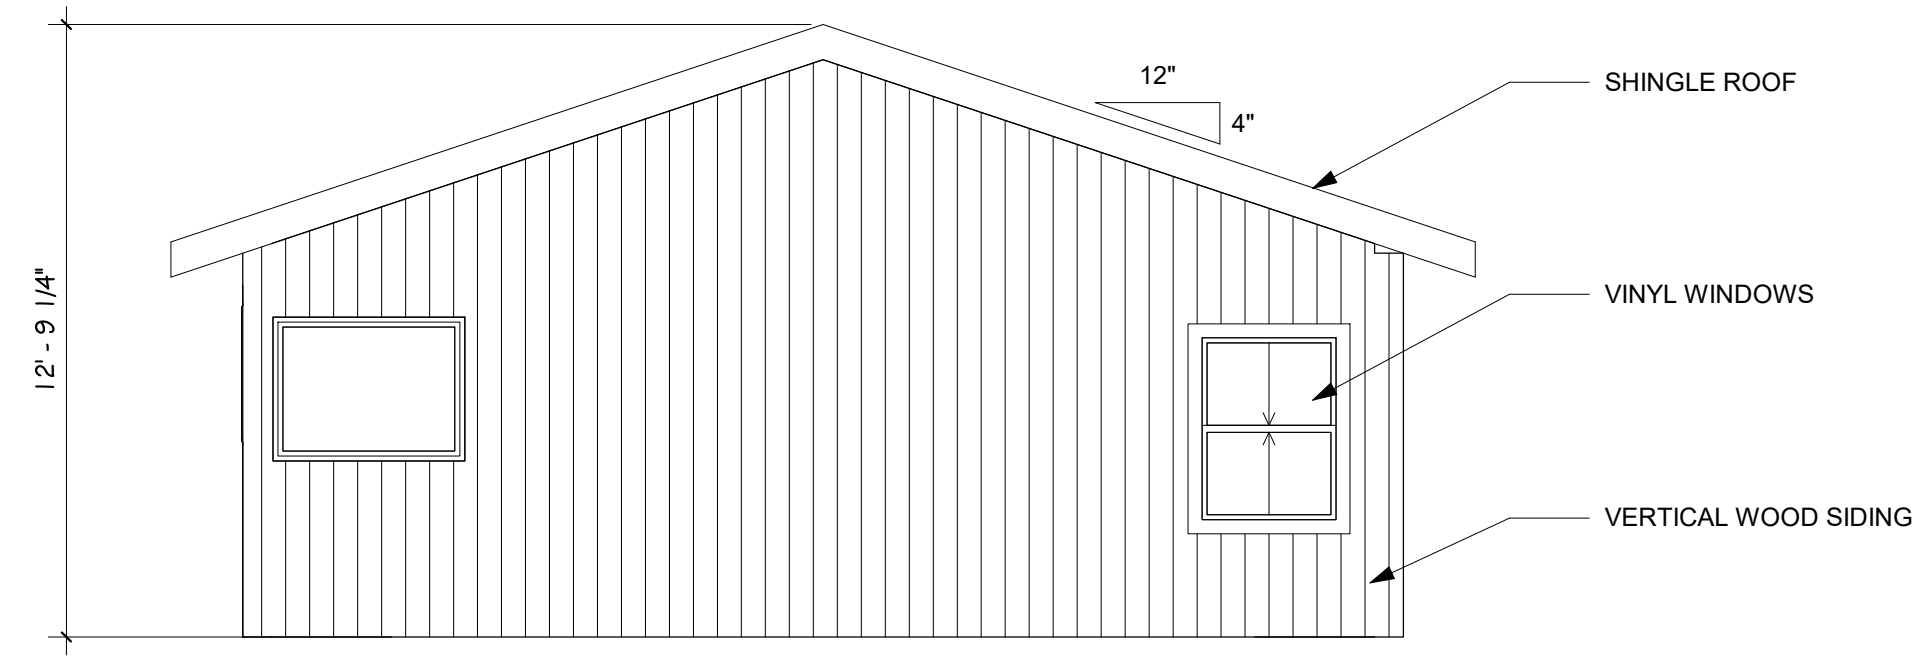 12"
4"
SHINGLE ROOF
VINYL WINDOWS
12' - 9 1/4"
VERTICAL WOOD SIDING